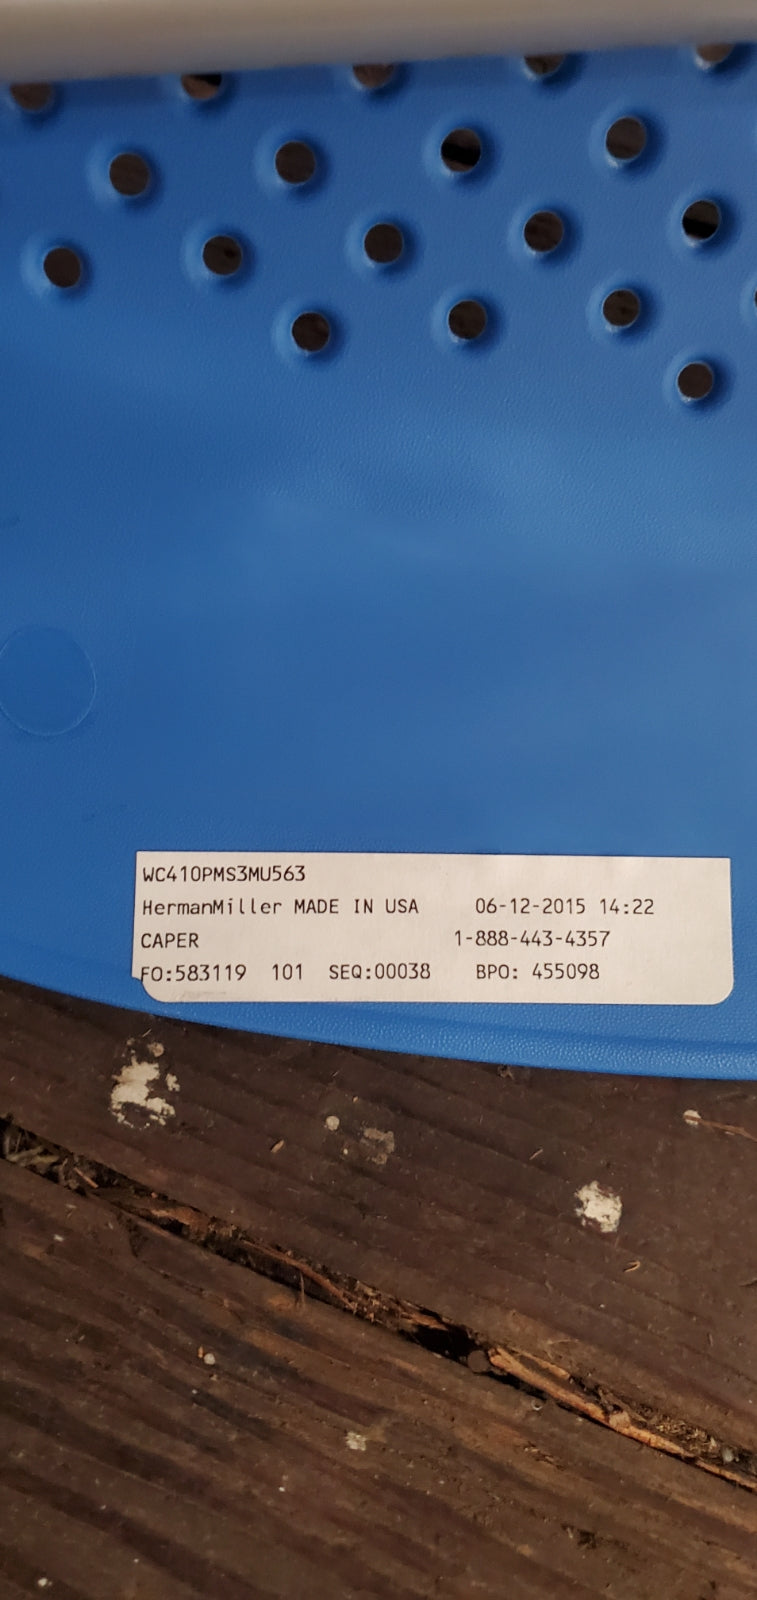 WC410PMS3MU563
HermanMiller MADE IN USA 06-12-2015 14:22
CAPER 1-888-443-4357
FO:583119 101 SEQ:00038 BPO: 455098